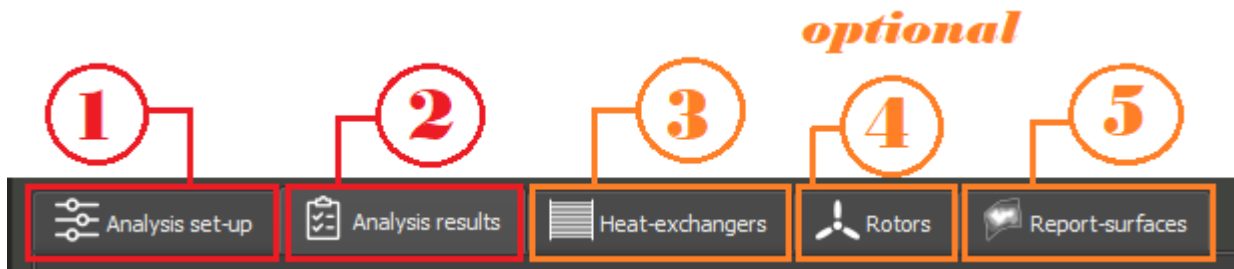 optional
1 2 3 4 5
Analysis set-up Analysis results Heat-exchangers Rotors Report-surfaces